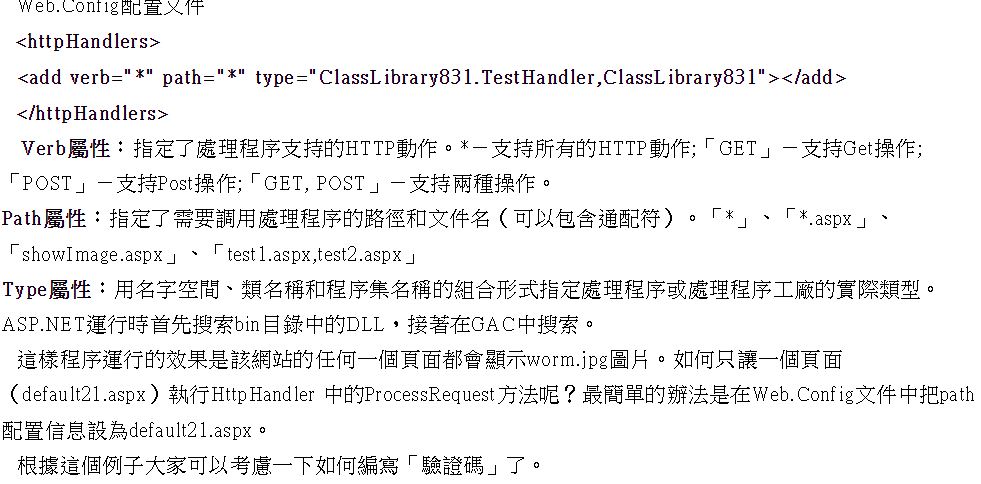 Web.Config配置文件
<httpHandlers>
<add verb="*" path="*" type="ClassLibrary831.TestHandler,ClassLibrary831"></add>
</httpHandlers>
Verb屬性：指定了處理程序支持的HTTP動作。*－支持所有的HTTP動作;「GET」－支持Get操作;
「POST」－支持Post操作;「GET, POST」－支持兩種操作。
Path屬性：指定了需要調用處理程序的路徑和文件名（可以包含通配符）。「*」、「*.aspx」、
「showImage.aspx」、「test1.aspx,test2.aspx」
Type屬性：用名字空間、類名稱和程序集名稱的組合形式指定處理程序或處理程序工廠的實際類型。
ASP.NET運行時首先搜索bin目錄中的DLL，接著在GAC中搜索。
這樣程序運行的效果是該網站的任何一個頁面都會顯示worm.jpg圖片。如何只讓一個頁面
（default21.aspx）執行HttpHandler 中的ProcessRequest方法呢？最簡單的辦法是在Web.Config文件中把path
配置信息設為default21.aspx。
根據這個例子大家可以考慮一下如何編寫「驗證碼」了。